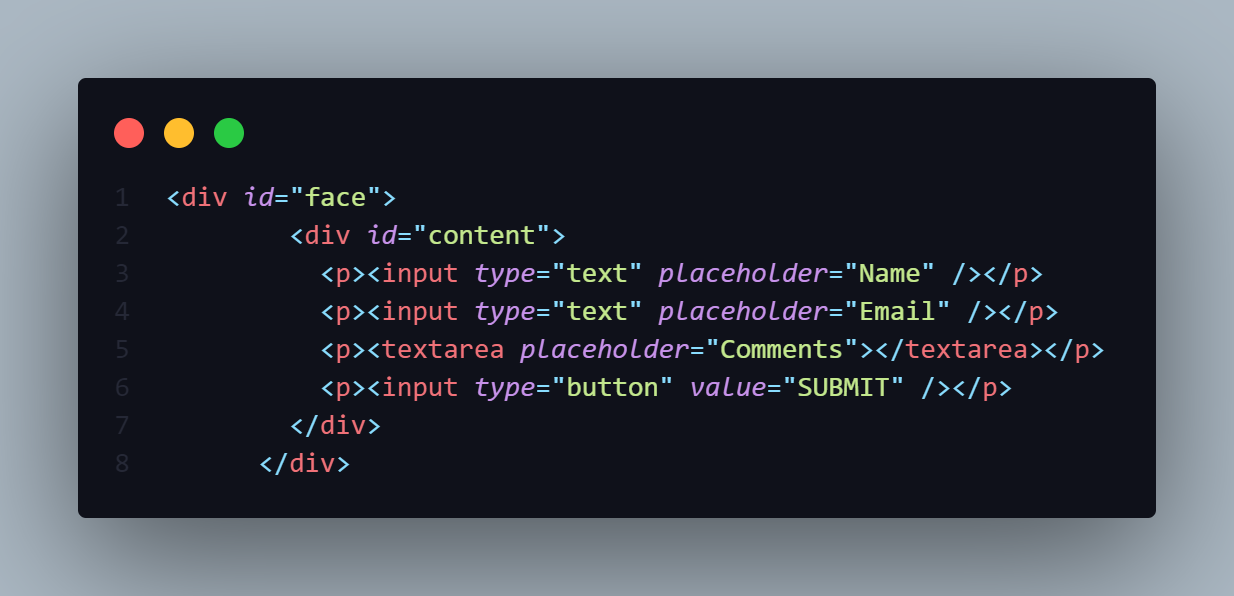 1 <div id="face">
2         <div id="content">
3           <p><input type="text" placeholder="Name" /></p>
4           <p><input type="text" placeholder="Email" /></p>
5           <p><textarea placeholder="Comments"></textarea></p>
6           <p><input type="button" value="SUBMIT" /></p>
7         </div>
8       </div>